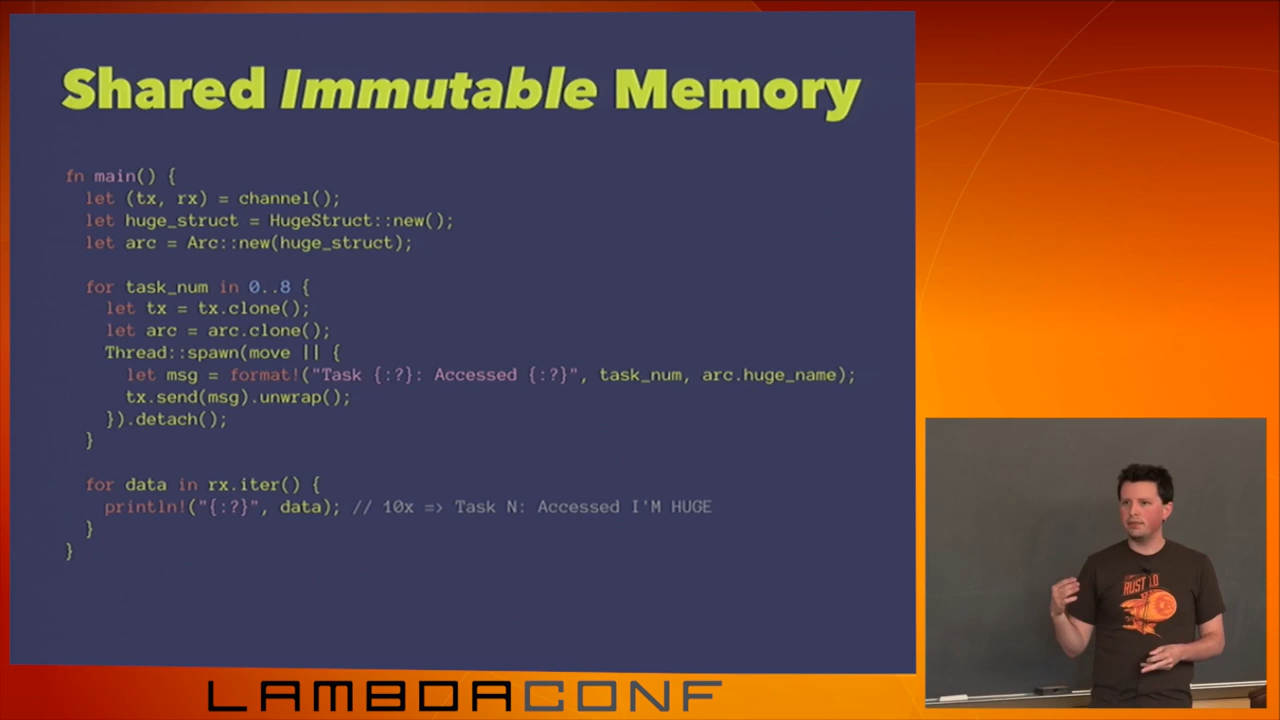 Shared Immutable Memory
fn main() {
let (tx, rx) = channel();
let huge_struct = HugeStruct::new();
let arc = Arc::new(huge_struct);
for task_num in 0..8 {
let tx = tx.clone();
let arc = arc.clone();
Thread::spawn(move || {
let msg = format!("Task {:?}: Accessed {:?}", task_num, arc.huge_name);
tx.send(msg).unwrap();
}).detach();
}
for data in rx.iter() {
println!("{:?}", data); // 10x => Task N: Accessed I'M HUGE
}
}
RUST 1.0
LAMBDACONF